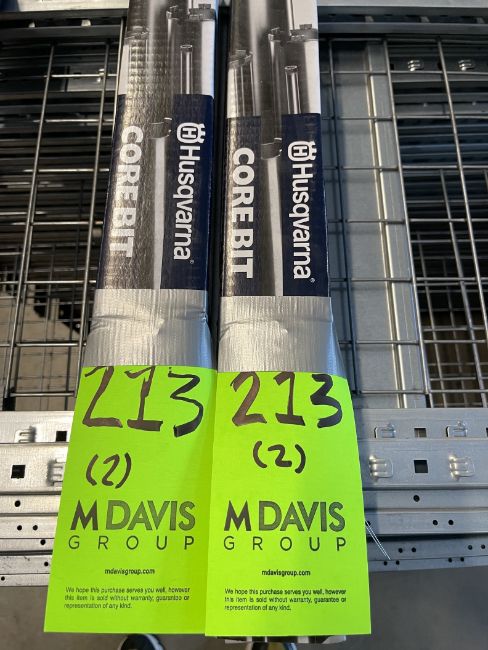 CORE BIT
Husqvarna®
CORE BIT
Husqvarna®
213
(2)
M DAVIS
GROUP
mdavisgroup.com
We hope this purchase serves you well, however
this item is sold without warranty, guarantee or
representation of any kind.
213
(2)
M DAVIS
GROUP
mdavisgroup.com
We hope this purchase serves you well, however
this item is sold without warranty, guarantee or
representation of any kind.